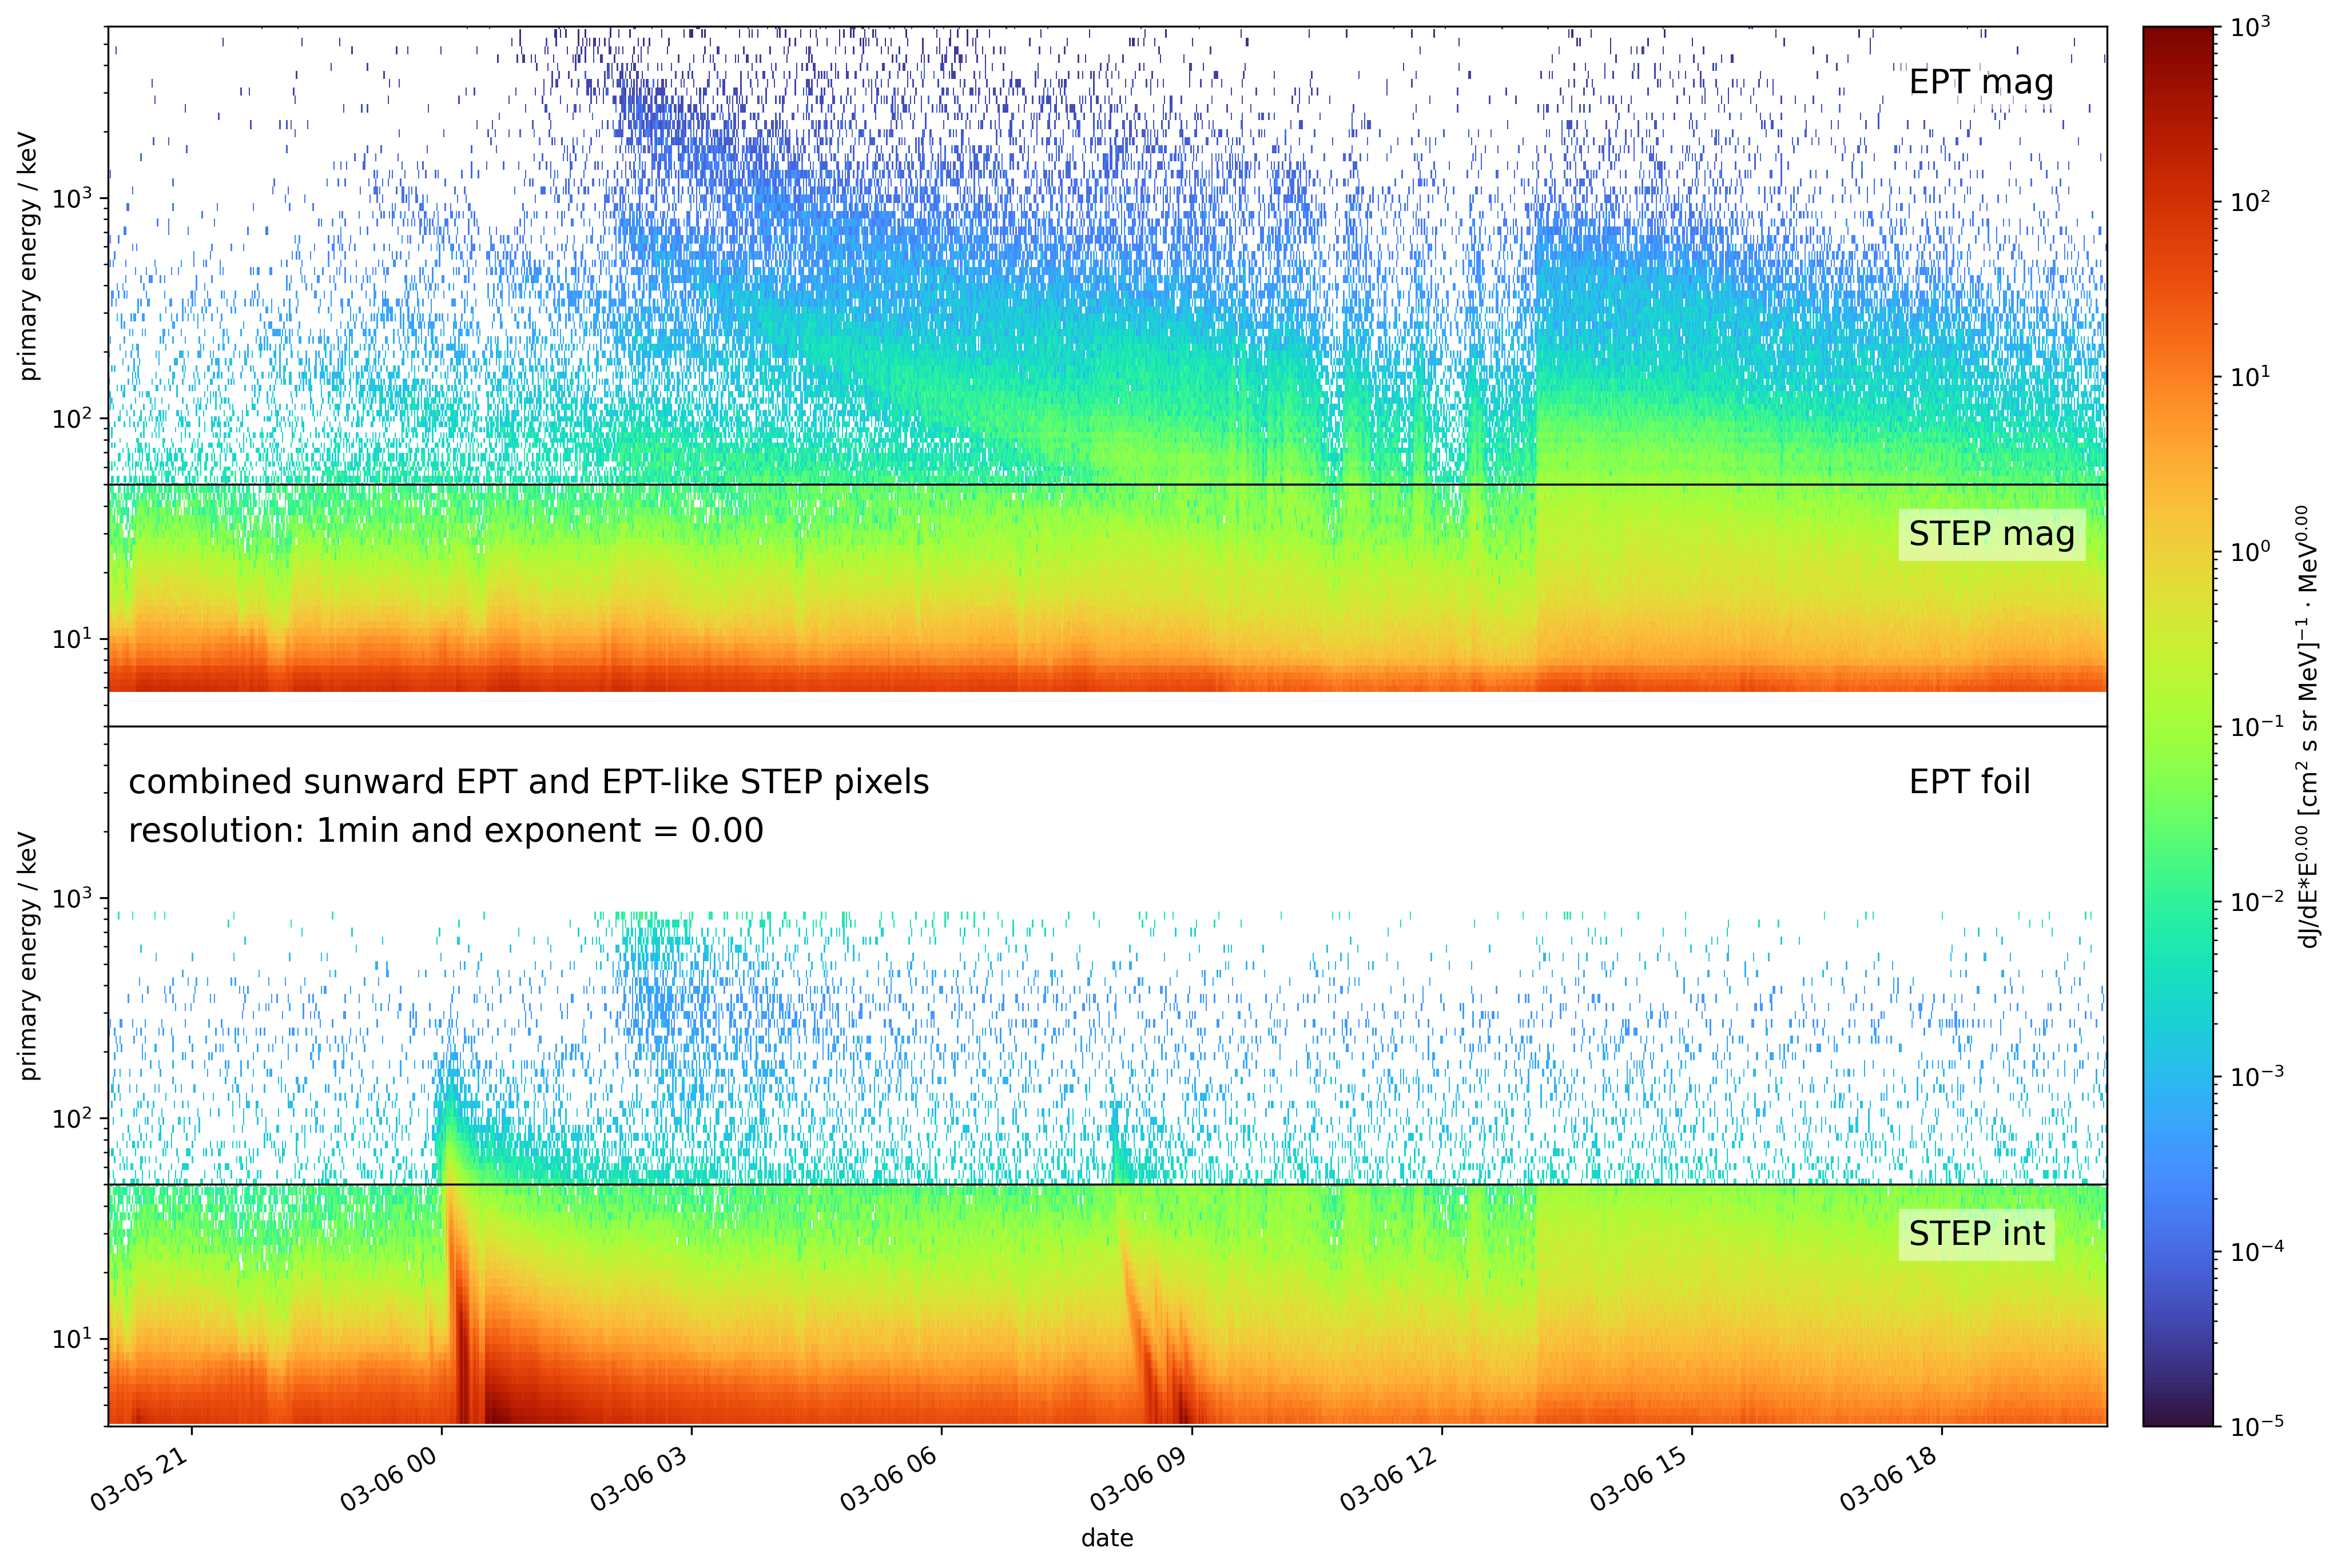 EPT mag
primary energy / keV
10³
10²
10¹
STEP mag
combined sunward EPT and EPT-like STEP pixels
resolution: 1min and exponent = 0.00
EPT foil
primary energy / keV
10³
10²
10¹
STEP int
03-05 21
03-06 00
03-06 03
03-06 06
03-06 09
03-06 12
03-06 15
03-06 18
date
10³
10²
10¹
10⁰
10⁻¹
10⁻²
10⁻³
10⁻⁴
10⁻⁵
dJ/dE*E⁰·⁰⁰ [cm² s sr MeV]⁻¹ · MeV⁰·⁰⁰